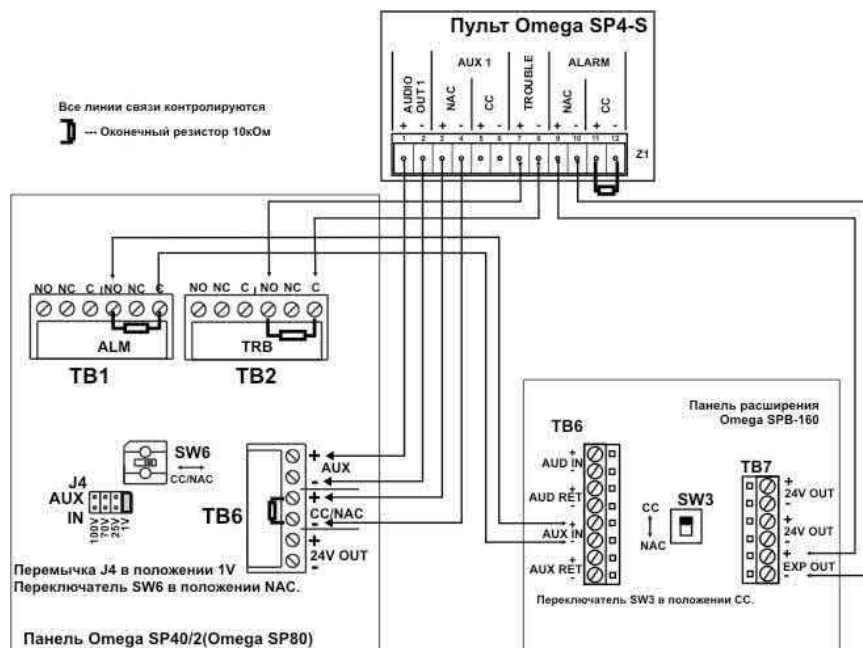 Пульт Omega SP4-S
AUX 1
ALARM
AUDIO
OUT 1
NAC
CC
TROUBLE
NAC
CC
+ - + - + - + - + - + -
1 2 3 4 5 6 7 8 9 10 11 12
Z1
Все линии связи контролируются
--- Оконечный резистор 10кОм
NO NC C NO NC C
ALM
TB1
NO NC C NO NC C
TRB
TB2
SW6
CC/NAC
J4
AUX
IN
100V
70V
25V
1V
TB6
+
AUX
-
+
CC/NAC
-
+
24V OUT
-
Перемычка J4 в положении 1V
Переключатель SW6 в положении NAC.
Панель Omega SP40/2(Omega SP80)
Панель расширения
Omega SPB-160
TB6
+
AUD IN
-
+
AUD RET
-
+
AUX IN
-
+
AUX RET
-
CC
NAC
SW3
TB7
+
24V OUT
-
+
24V OUT
-
+
EXP OUT
-
Переключатель SW3 в положении CC.